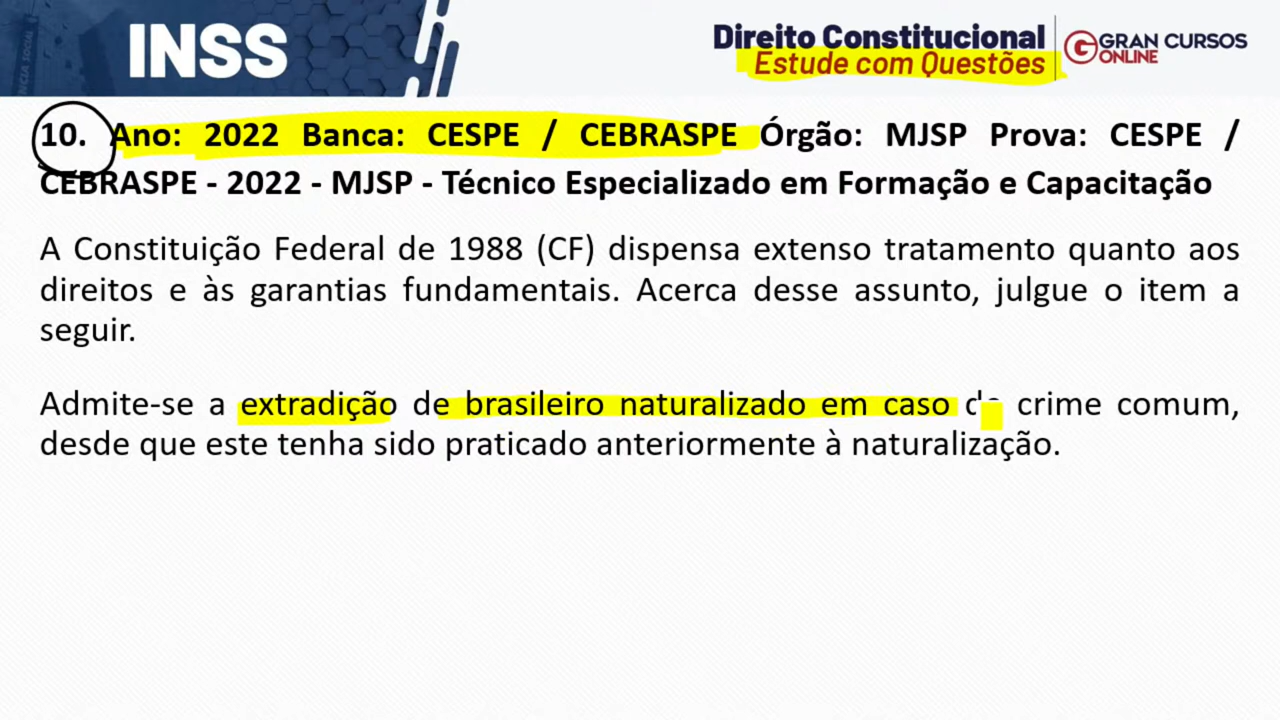 INSS
Direito Constitucional
Estude com Questões
GRAN CURSOS
ONLINE
10. Ano: 2022 Banca: CESPE / CEBRASPE Órgão: MJSP Prova: CESPE /
CEBRASPE - 2022 - MJSP - Técnico Especializado em Formação e Capacitação
A Constituição Federal de 1988 (CF) dispensa extenso tratamento quanto aos
direitos e às garantias fundamentais. Acerca desse assunto, julgue o item a
seguir.
Admite-se a extradição de brasileiro naturalizado em caso de crime comum,
desde que este tenha sido praticado anteriormente à naturalização.